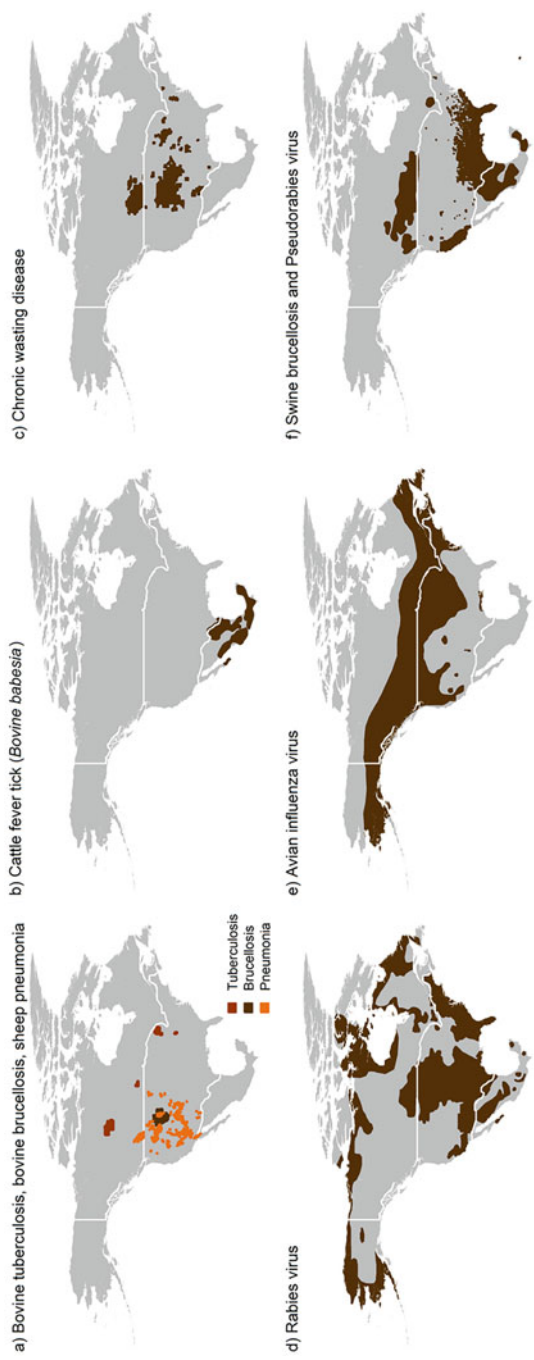 a) Bovine tuberculosis, bovine brucellosis, sheep pneumonia
Tuberculosis
Brucellosis
Pneumonia
b) Cattle fever tick (Bovine babesia)
c) Chronic wasting disease
d) Rabies virus
e) Avian influenza virus
f) Swine brucellosis and Pseudorabies virus